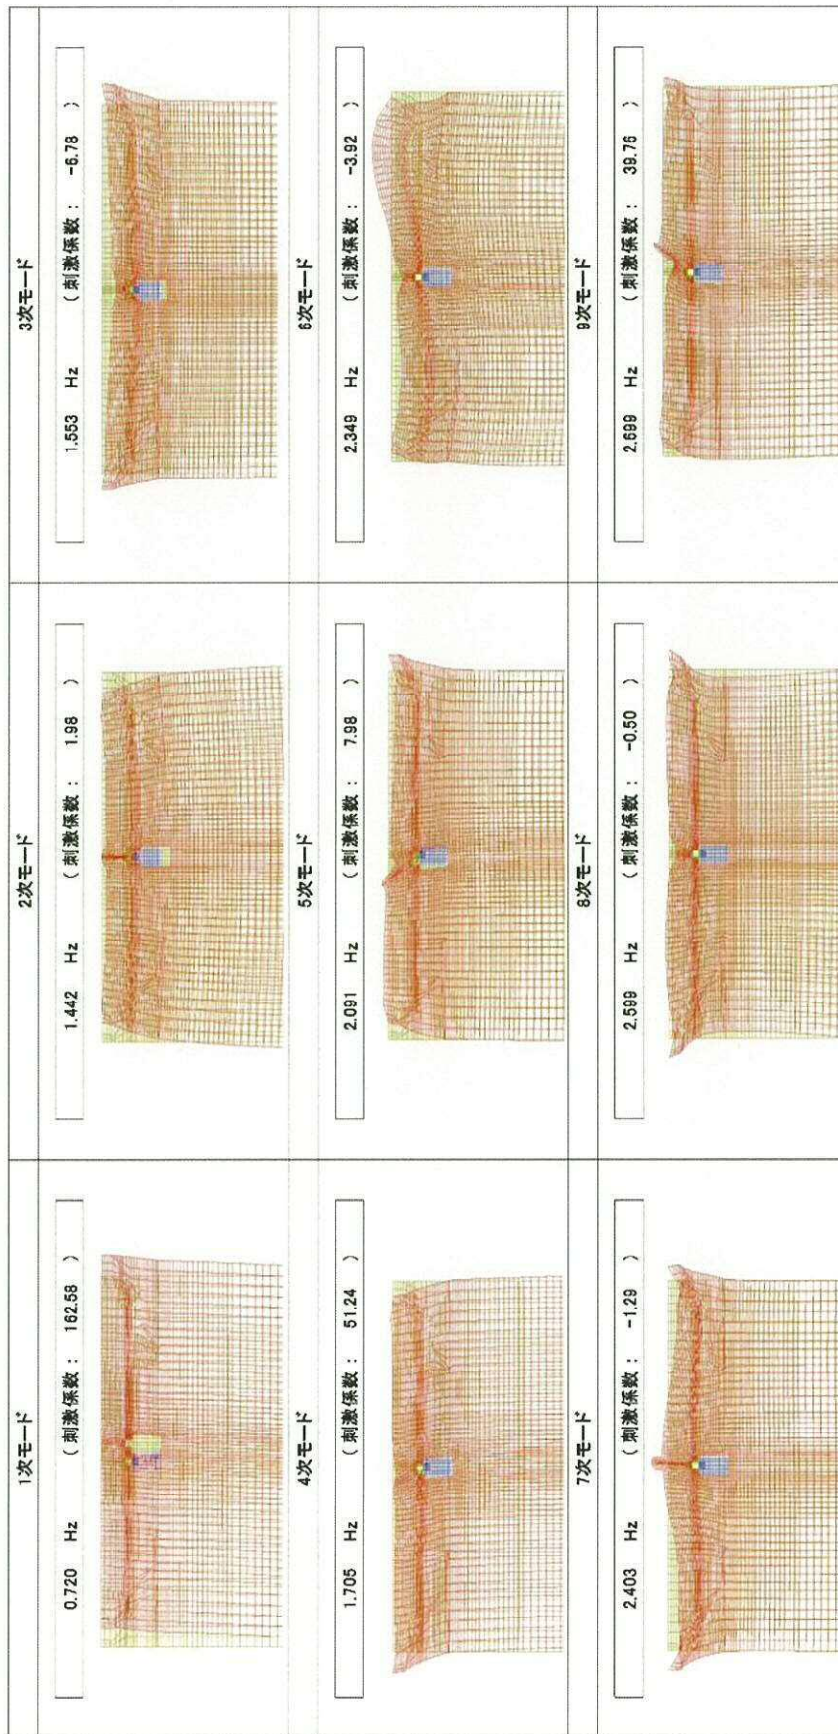 1次モード
0.720 Hz （ 刺激係数 : 162.58 ）
2次モード
1.442 Hz （ 刺激係数 : 1.98 ）
3次モード
1.553 Hz （ 刺激係数 : -6.78 ）
4次モード
1.705 Hz （ 刺激係数 : 51.24 ）
5次モード
2.091 Hz （ 刺激係数 : 7.98 ）
6次モード
2.349 Hz （ 刺激係数 : -3.92 ）
7次モード
2.403 Hz （ 刺激係数 : -1.29 ）
8次モード
2.599 Hz （ 刺激係数 : -0.50 ）
9次モード
2.699 Hz （ 刺激係数 : 39.76 ）